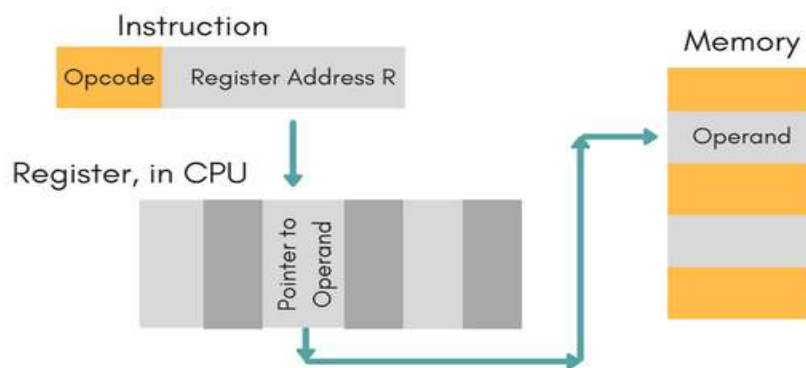 Instruction
Opcode
Register Address R
Memory
Operand
Register, in CPU
Pointer to
Operand